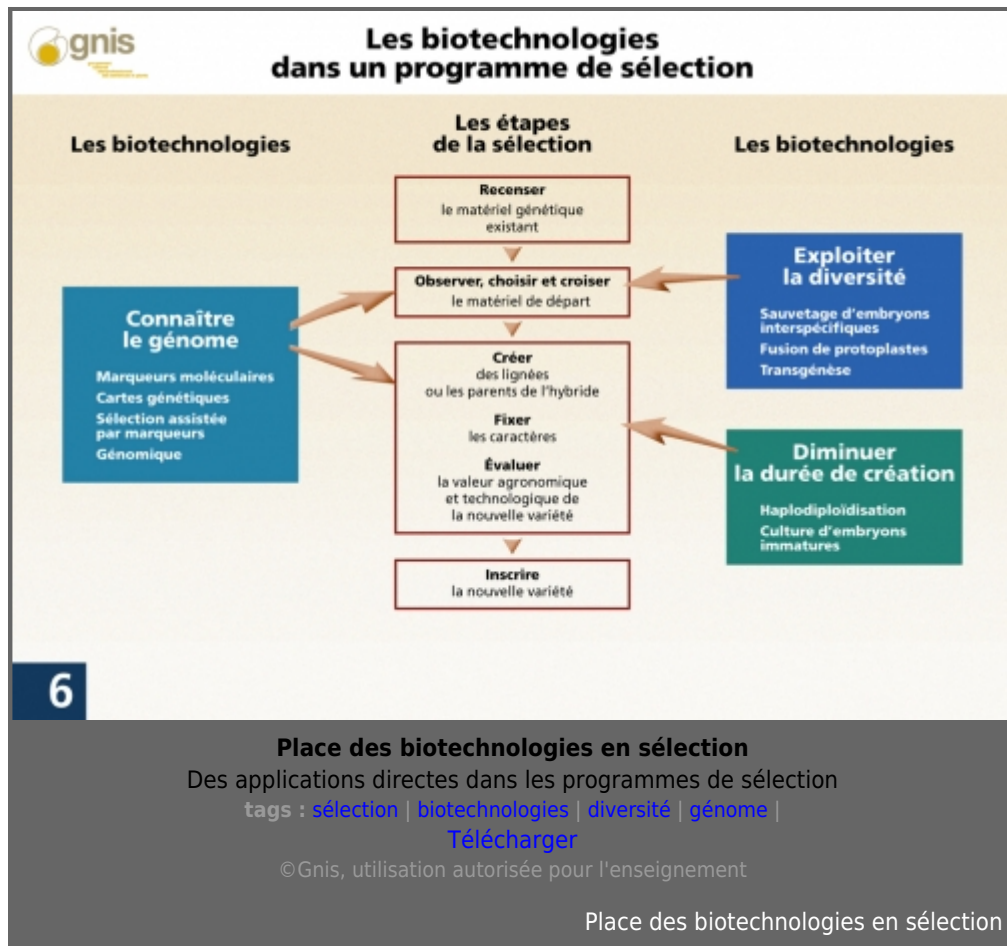 gnis
Les biotechnologies
dans un programme de sélection
Les biotechnologies
Les étapes
de la sélection
Les biotechnologies
Recenser
le matériel génétique
existant
Observer, choisir et croiser
le matériel de départ
Connaître
le génome
Marqueurs moléculaires
Cartes génétiques
Sélection assistée
par marqueurs
Génomique
Créer
des lignées
ou les parents de l'hybride
Fixer
les caractères
Évaluer
la valeur agronomique
et technologique de
la nouvelle variété
Inscrire
la nouvelle variété
Exploiter
la diversité
Sauvetage d'embryons
interspécifiques
Fusion de protoplastes
Transgénèse
Diminuer
la durée de création
Haplodiploïdisation
Culture d'embryons
immatures
6
Place des biotechnologies en sélection
Des applications directes dans les programmes de sélection
tags : sélection | biotechnologies | diversité | génome |
Télécharger
©Gnis, utilisation autorisée pour l'enseignement
Place des biotechnologies en sélection